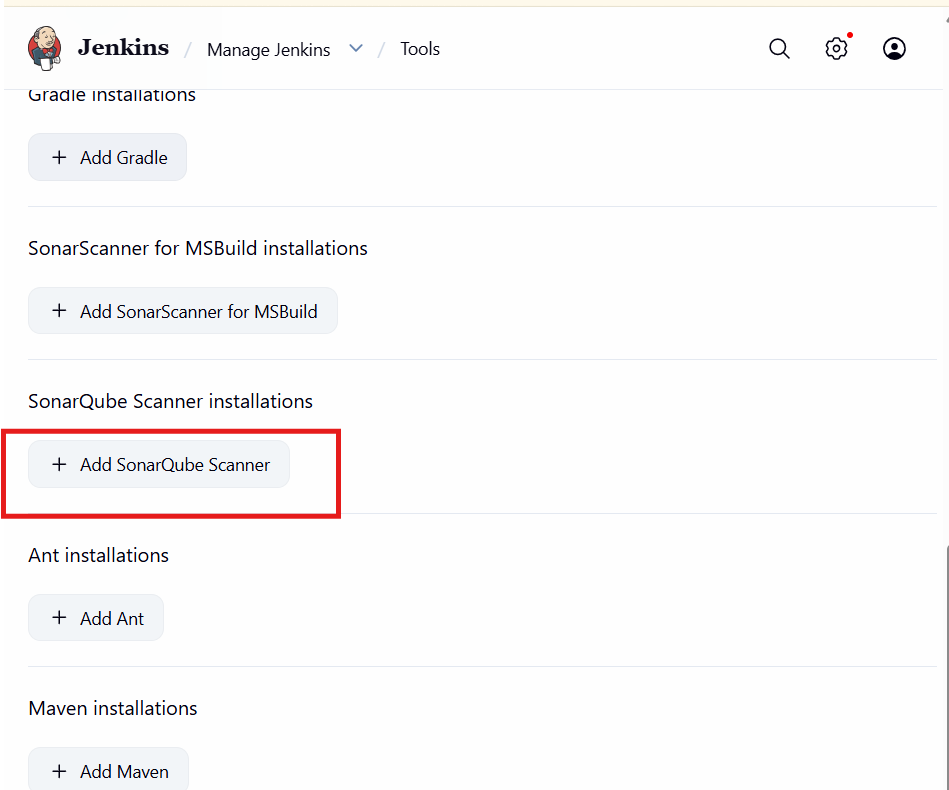 Jenkins / Manage Jenkins / Tools
Gradle installations
+ Add Gradle
SonarScanner for MSBuild installations
+ Add SonarScanner for MSBuild
SonarQube Scanner installations
+ Add SonarQube Scanner
Ant installations
+ Add Ant
Maven installations
+ Add Maven